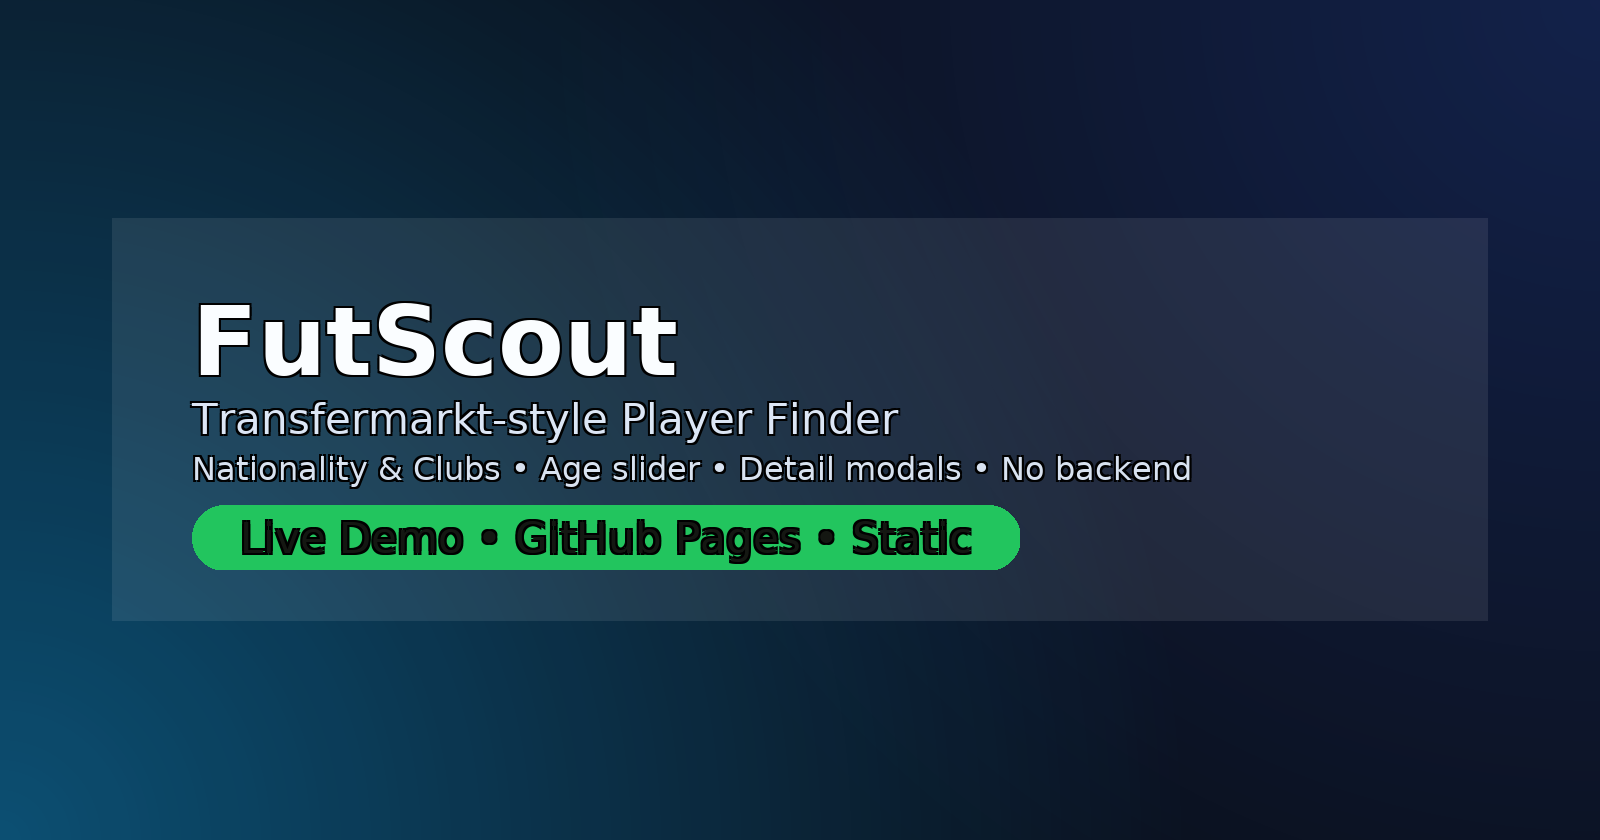 FutScout
Transfermarkt-style Player Finder
Nationality & Clubs • Age slider • Detail modals • No backend
Live Demo • GitHub Pages • Static